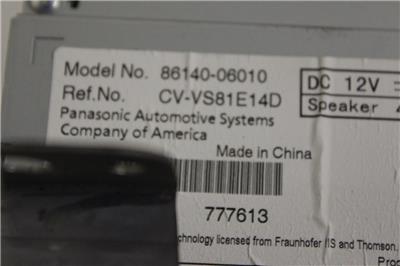 Model No. 86140-06010
Ref.No. CV-VS81E14D
Panasonic Automotive Systems
Company of America
DC 12V
Speaker
Made in China
777613
technology licensed from Fraunhofer IIS and Thomson.